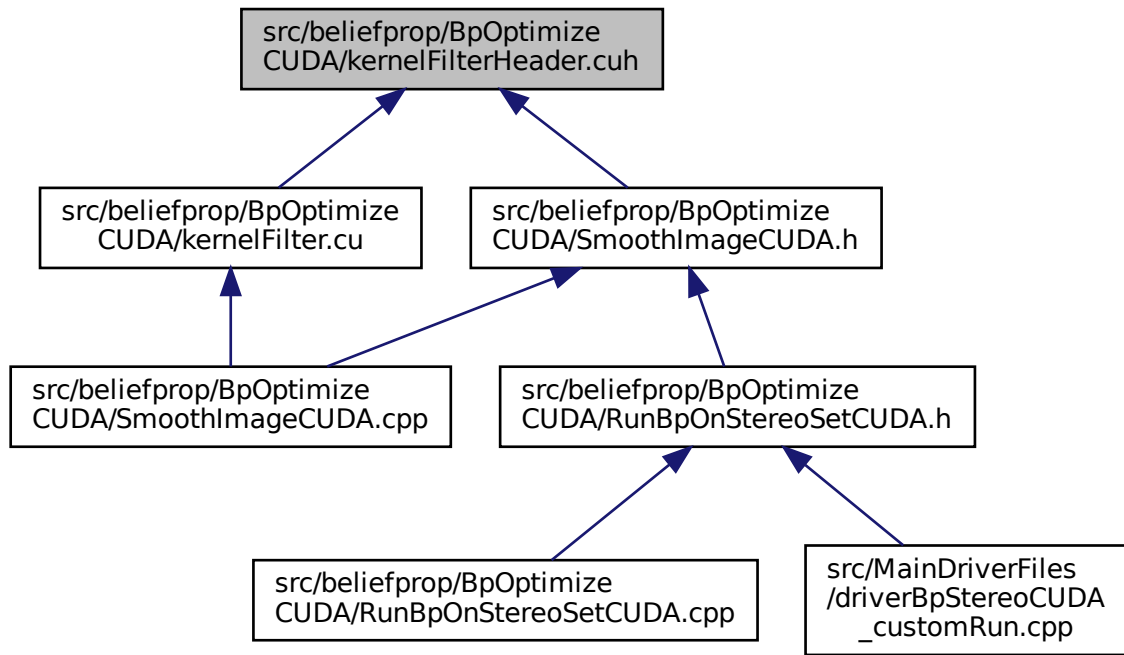 src/beliefprop/BpOptimize
CUDA/kernelFilterHeader.cuh
src/beliefprop/BpOptimize
CUDA/kernelFilter.cu
src/beliefprop/BpOptimize
CUDA/SmoothImageCUDA.h
src/beliefprop/BpOptimize
CUDA/SmoothImageCUDA.cpp
src/beliefprop/BpOptimize
CUDA/RunBpOnStereoSetCUDA.h
src/beliefprop/BpOptimize
CUDA/RunBpOnStereoSetCUDA.cpp
src/MainDriverFiles
/driverBpStereoCUDA
_customRun.cpp